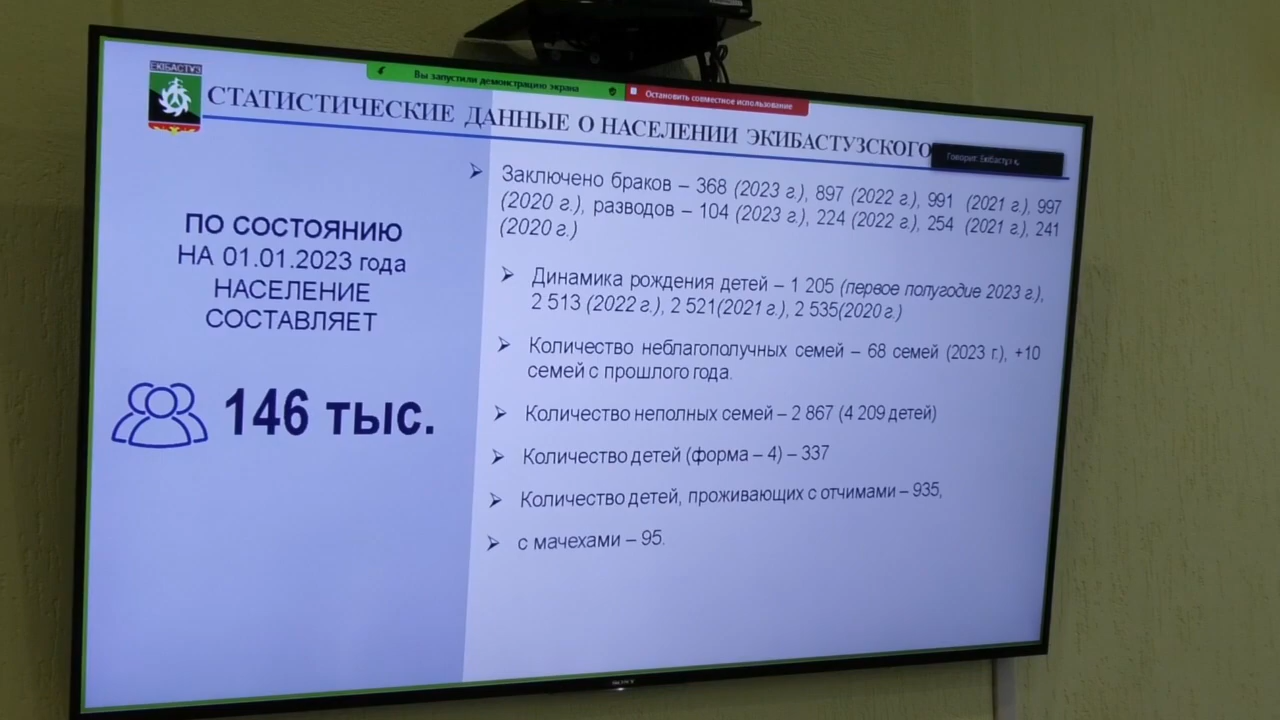 ЕКІБАСТҰЗ
Вы запустили демонстрацию экрана
Остановить совместное использование
СТАТИСТИЧЕСКИЕ ДАННЫЕ О НАСЕЛЕНИИ ЭКИБАСТУЗСКОГО
Говорит: Екібастұз қ.
ПО СОСТОЯНИЮ
НА 01.01.2023 года
НАСЕЛЕНИЕ
СОСТАВЛЯЕТ
146 тыс.
Заключено браков – 368 (2023 г.), 897 (2022 г.), 991 (2021 г.), 997
(2020 г.), разводов – 104 (2023 г.), 224 (2022 г.), 254 (2021 г.), 241
(2020 г.)
Динамика рождения детей – 1 205 (первое полугодие 2023 г.),
2 513 (2022 г.), 2 521(2021 г.), 2 535(2020 г.)
Количество неблагополучных семей – 68 семей (2023 г.), +10
семей с прошлого года.
Количество неполных семей – 2 867 (4 209 детей)
Количество детей (форма – 4) – 337
Количество детей, проживающих с отчимами – 935,
с мачехами – 95.
SONY